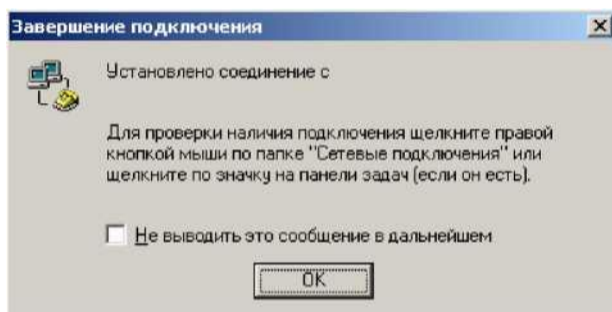 Завершение подключения
Установлено соединение с
Для проверки наличия подключения щелкните правой
кнопкой мыши по папке "Сетевые подключения" или
щелкните по значку на панели задач (если он есть).
Не выводить это сообщение в дальнейшем
OK